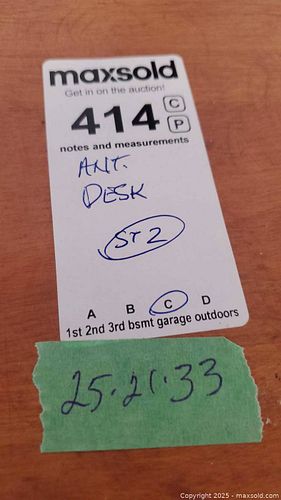 maxsold
Get in on the auction!
414 C
P
notes and measurements
ANT.
DESK
ST 2
A B C D
1st 2nd 3rd bsmt garage outdoors
25.21.33
Copyright © 2025 - maxsold.com